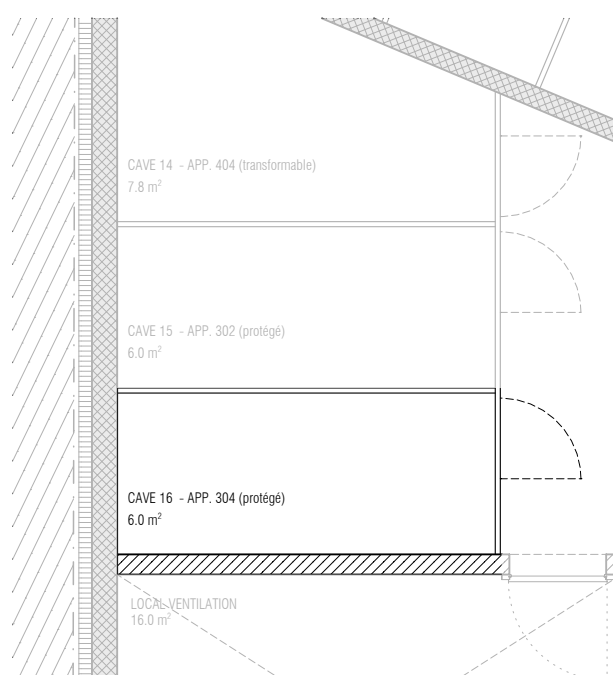 CAVE 14 - APP. 404 (transformable)
7.8 m²
CAVE 15 - APP. 302 (protégé)
6.0 m²
CAVE 16 - APP. 304 (protégé)
6.0 m²
LOCAL VENTILATION
16.0 m²